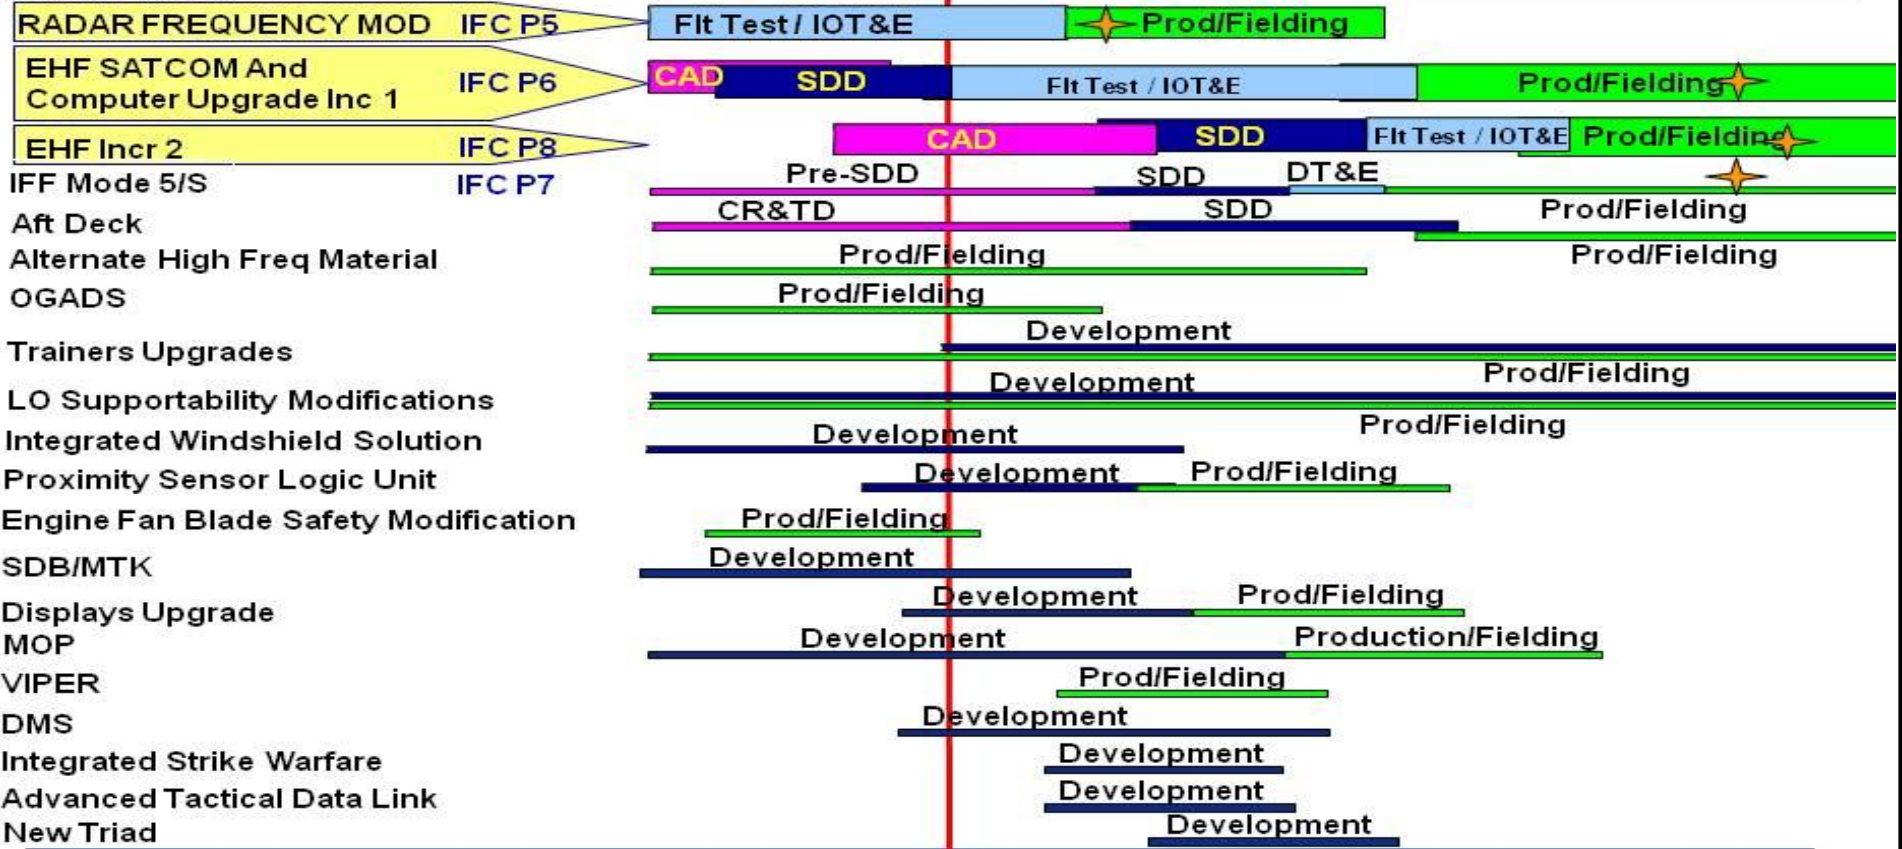 RADAR FREQUENCY MOD IFC P5 Flt Test / IOT&E Prod/Fielding
EHF SATCOM And
Computer Upgrade Inc 1 IFC P6 CAD SDD Flt Test / IOT&E Prod/Fielding
EHF Incr 2 IFC P8 CAD SDD Flt Test / IOT&E Prod/Fielding
IFF Mode 5/S IFC P7 Pre-SDD SDD DT&E
Prod/Fielding
Aft Deck CR&TD SDD
Prod/Fielding
Alternate High Freq Material Prod/Fielding
OGADS Prod/Fielding
Trainers Upgrades Development
Prod/Fielding
LO Supportability Modifications Development
Prod/Fielding
Integrated Windshield Solution Development
Proximity Sensor Logic Unit Development Prod/Fielding
Engine Fan Blade Safety Modification Prod/Fielding
SDB/MTK Development
Displays Upgrade Development Prod/Fielding
MOP Development Production/Fielding
VIPER Prod/Fielding
DMS Development
Integrated Strike Warfare Development
Advanced Tactical Data Link Development
New Triad Development